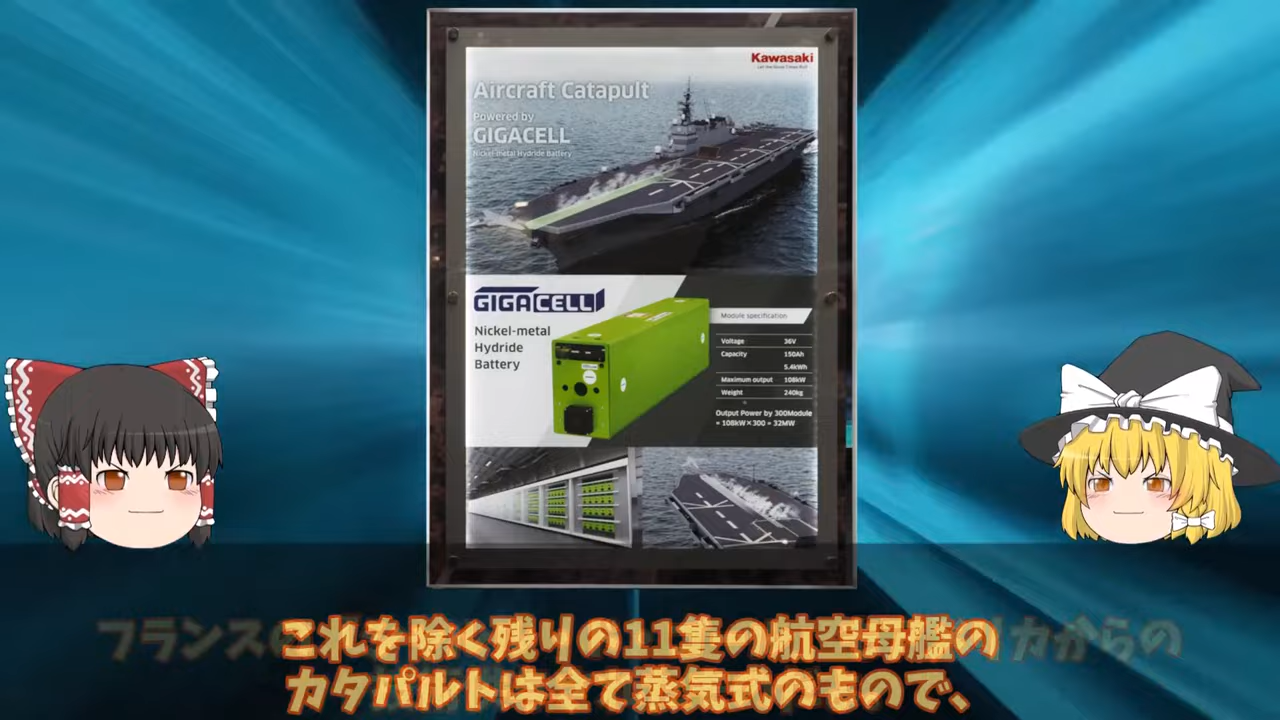 Kawasaki
Aircraft Catapult
Powered by
GIGACELL
Nickel-metal Hydride Battery
GIGACELL
Nickel-metal
Hydride
Battery
Module specification
Voltage 36V
Capacity 150Ah
5.4kWh
Maximum output 108kW
Weight 240kg
Output Power by 300Module
= 108kW×300 = 32MW
これを除く残りの11隻の航空母艦の
カタパルトは全て蒸気式のもので、